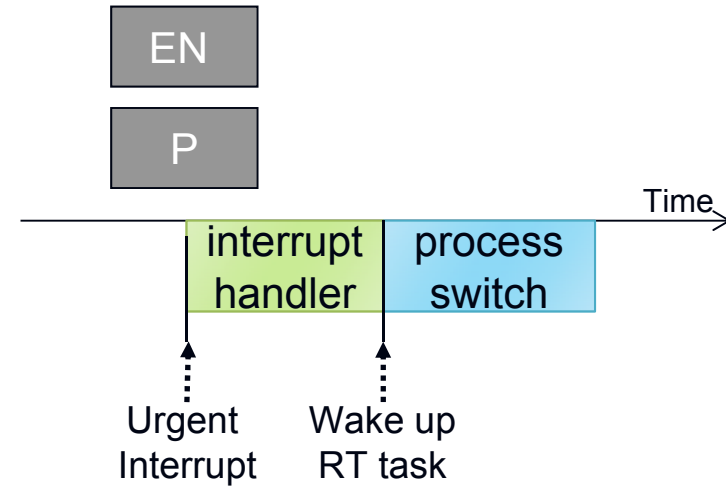 EN
P
Time
interrupt
handler
process
switch
Urgent
Interrupt
Wake up
RT task